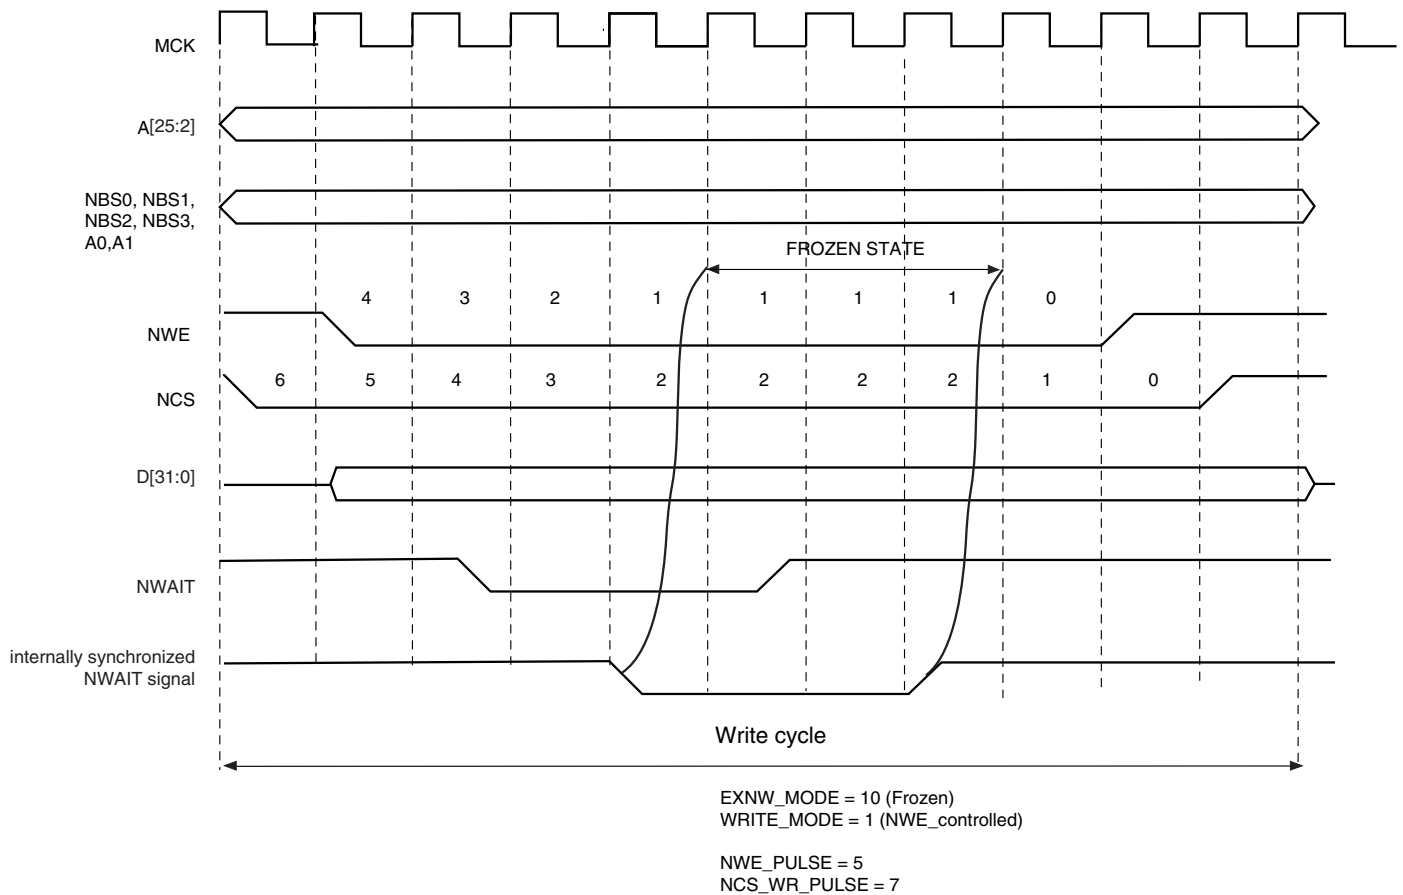 MCK
A[25:2]
NBS0, NBS1,
NBS2, NBS3,
A0,A1
FROZEN STATE
4 3 2 1 1 1 1 0
NWE
6 5 4 3 2 2 2 2 1 0
NCS
D[31:0]
NWAIT
internally synchronized
NWAIT signal
Write cycle
EXNW_MODE = 10 (Frozen)
WRITE_MODE = 1 (NWE_controlled)
NWE_PULSE = 5
NCS_WR_PULSE = 7